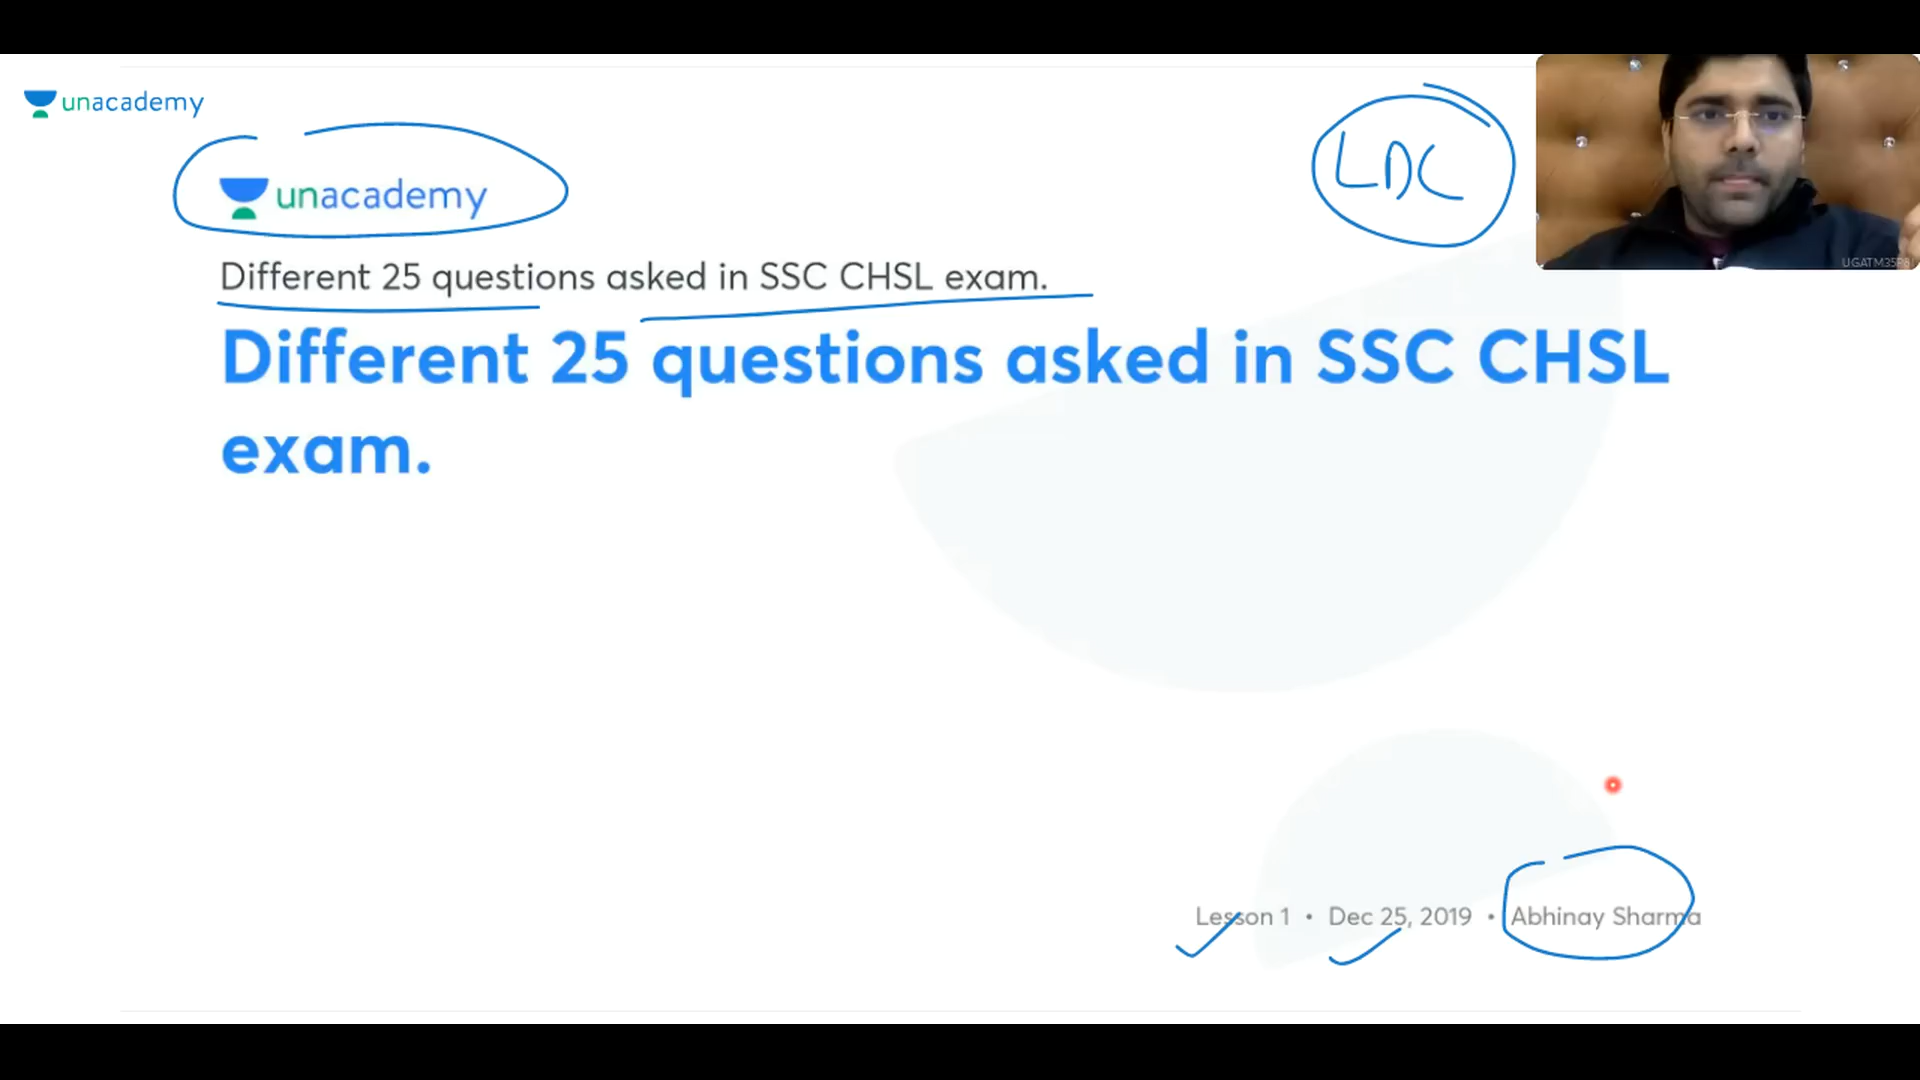 unacademy
unacademy
LDC
Different 25 questions asked in SSC CHSL exam.
Different 25 questions asked in SSC CHSL
exam.
Lesson 1 • Dec 25, 2019 • Abhinay Sharma